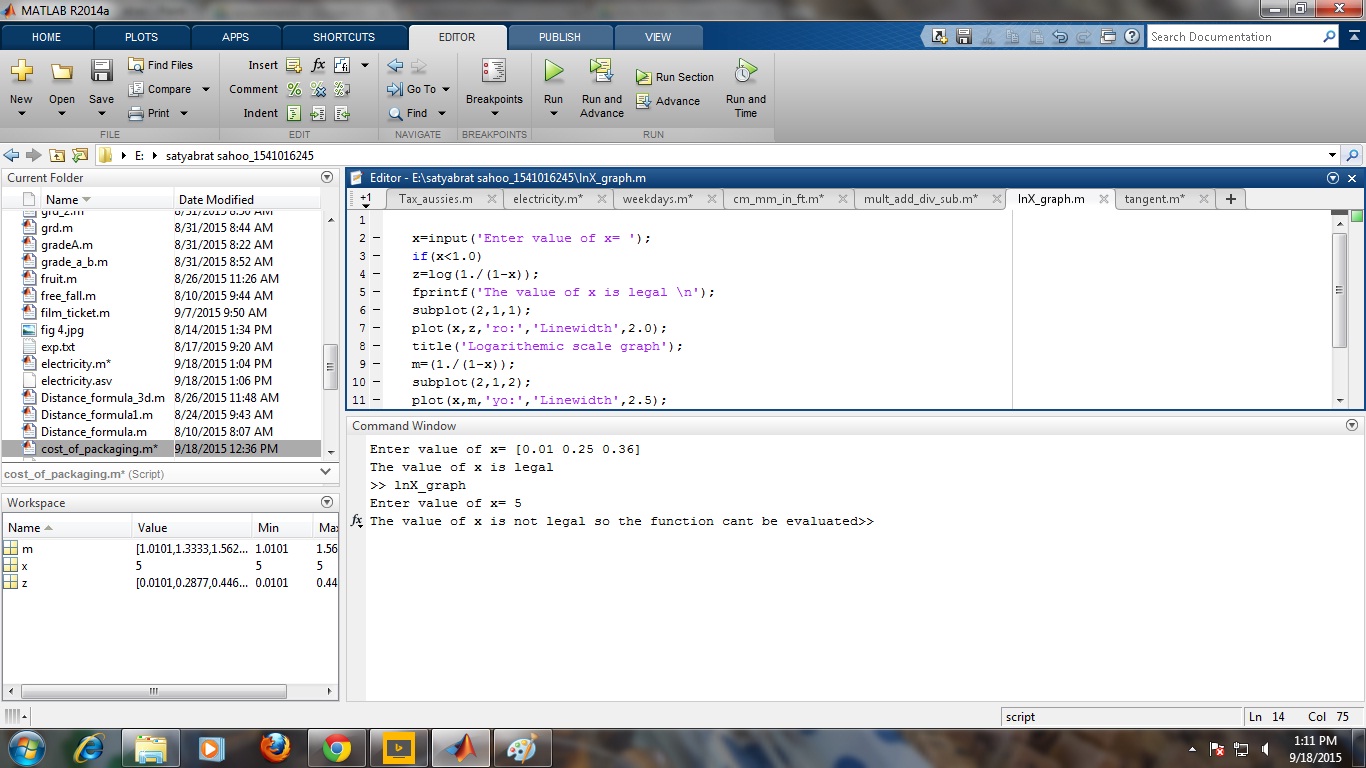 MATLAB R2014a
HOME PLOTS APPS SHORTCUTS EDITOR PUBLISH VIEW
Search Documentation
New Open Save
Find Files
Compare
Print
FILE
Insert
Comment
Indent
EDIT
Go To
Find
NAVIGATE
Breakpoints
BREAKPOINTS
Run Run and Advance
Run Section
Advance
Run and Time
RUN
E: satyabrat sahoo_1541016245
Current Folder
Name Date Modified
grd_2.m 8/31/2015 8:50 AM
grd.m 8/31/2015 8:44 AM
gradeA.m 8/31/2015 8:22 AM
grade_a_b.m 8/31/2015 8:52 AM
fruit.m 8/26/2015 11:26 AM
free_fall.m 8/10/2015 9:44 AM
film_ticket.m 9/7/2015 9:50 AM
fig 4.jpg 8/14/2015 1:34 PM
exp.txt 8/17/2015 9:20 AM
electricity.m* 9/18/2015 1:04 PM
electricity.asv 9/18/2015 1:06 PM
Distance_formula_3d.m 8/26/2015 11:48 AM
Distance_formula1.m 8/24/2015 9:43 AM
Distance_formula.m 8/10/2015 8:07 AM
cost_of_packaging.m* 9/18/2015 12:36 PM
cost_of_packaging.m* (Script)
Workspace
Name Value Min Max
m [1.0101,1.3333,1.562... 1.0101 1.56
x 5 5 5
z [0.0101,0.2877,0.446... 0.0101 0.44
Editor - E:\satyabrat sahoo_1541016245\lnX_graph.m
+1 Tax_aussies.m electricity.m* weekdays.m* cm_mm_in_ft.m* mult_add_div_sub.m* lnX_graph.m tangent.m* +
1
2 – x=input('Enter value of x= ');
3 – if(x<1.0)
4 – z=log(1./(1-x));
5 – fprintf('The value of x is legal \n');
6 – subplot(2,1,1);
7 – plot(x,z,'ro:','Linewidth',2.0);
8 – title('Logarithemic scale graph');
9 – m=(1./(1-x));
10 – subplot(2,1,2);
11 – plot(x,m,'yo:','Linewidth',2.5);
Command Window
Enter value of x= [0.01 0.25 0.36]
The value of x is legal
>> lnX_graph
Enter value of x= 5
fx The value of x is not legal so the function cant be evaluated>>
script Ln 14 Col 75
1:11 PM
9/18/2015